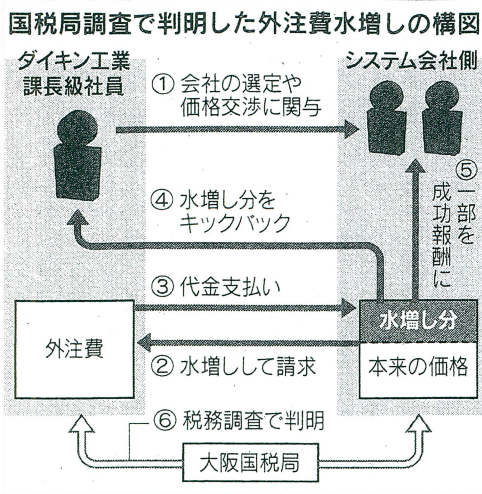 国税局調査で判明した外注費水増しの構図
ダイキン工業
課長級社員
システム会社側
① 会社の選定や
価格交渉に関与
⑤一部を
成功報酬に
④ 水増し分を
キックバック
③ 代金支払い
水増し分
外注費
② 水増しして請求
本来の価格
⑥ 税務調査で判明
大阪国税局